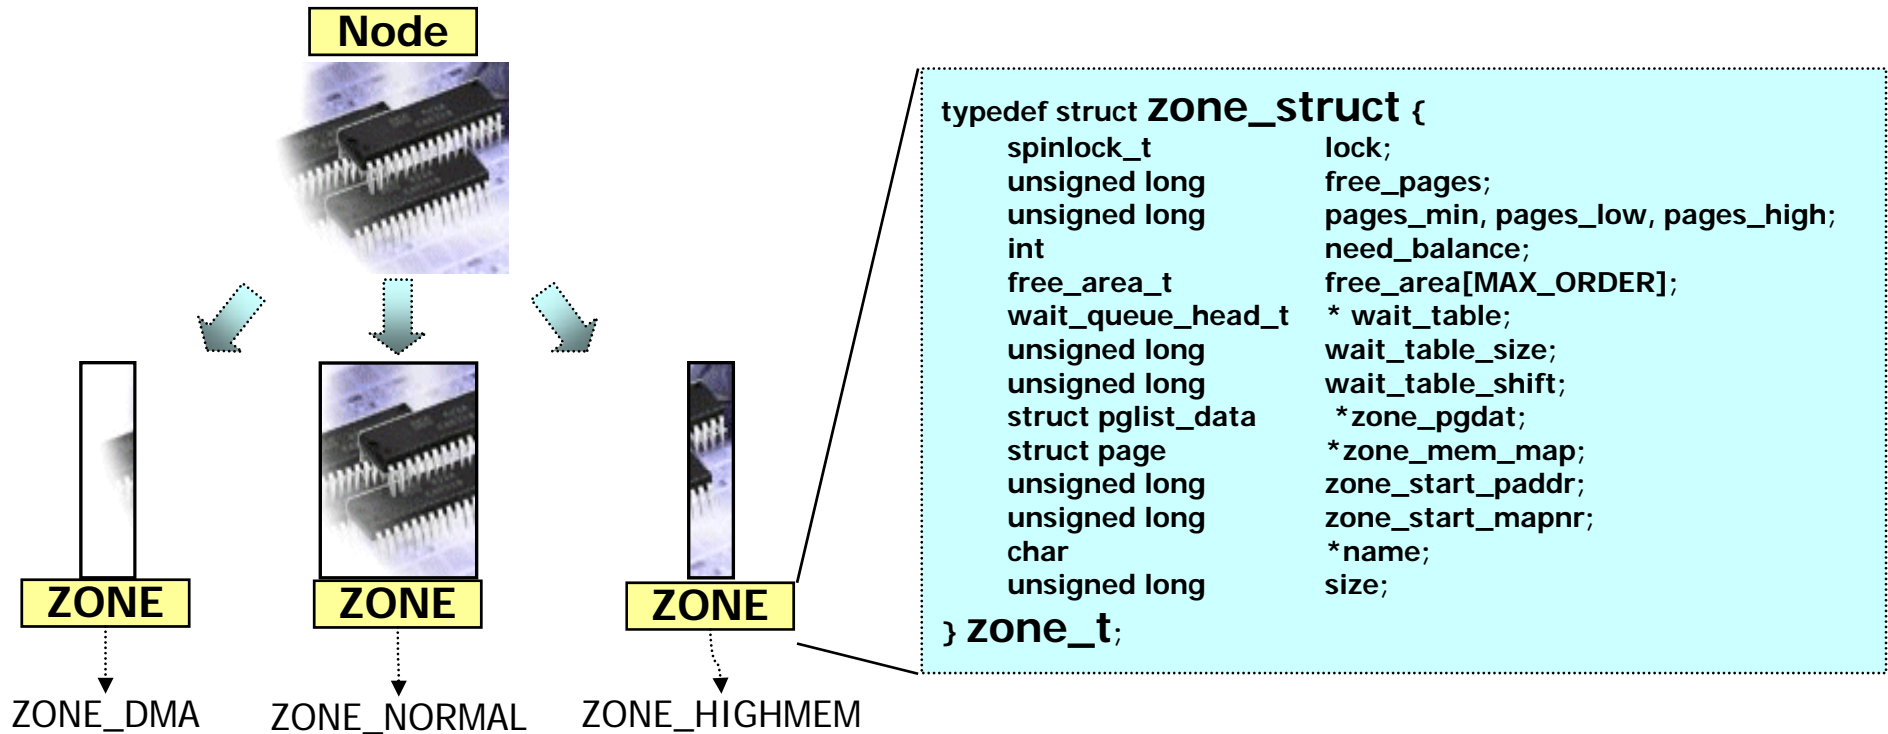 Node
ZONE
ZONE
ZONE
ZONE_DMA
ZONE_NORMAL
ZONE_HIGHMEM
typedef struct zone_struct {
spinlock_t lock;
unsigned long free_pages;
unsigned long pages_min, pages_low, pages_high;
int need_balance;
free_area_t free_area[MAX_ORDER];
wait_queue_head_t * wait_table;
unsigned long wait_table_size;
unsigned long wait_table_shift;
struct pglist_data *zone_pgdat;
struct page *zone_mem_map;
unsigned long zone_start_paddr;
unsigned long zone_start_mapnr;
char *name;
unsigned long size;
} zone_t;